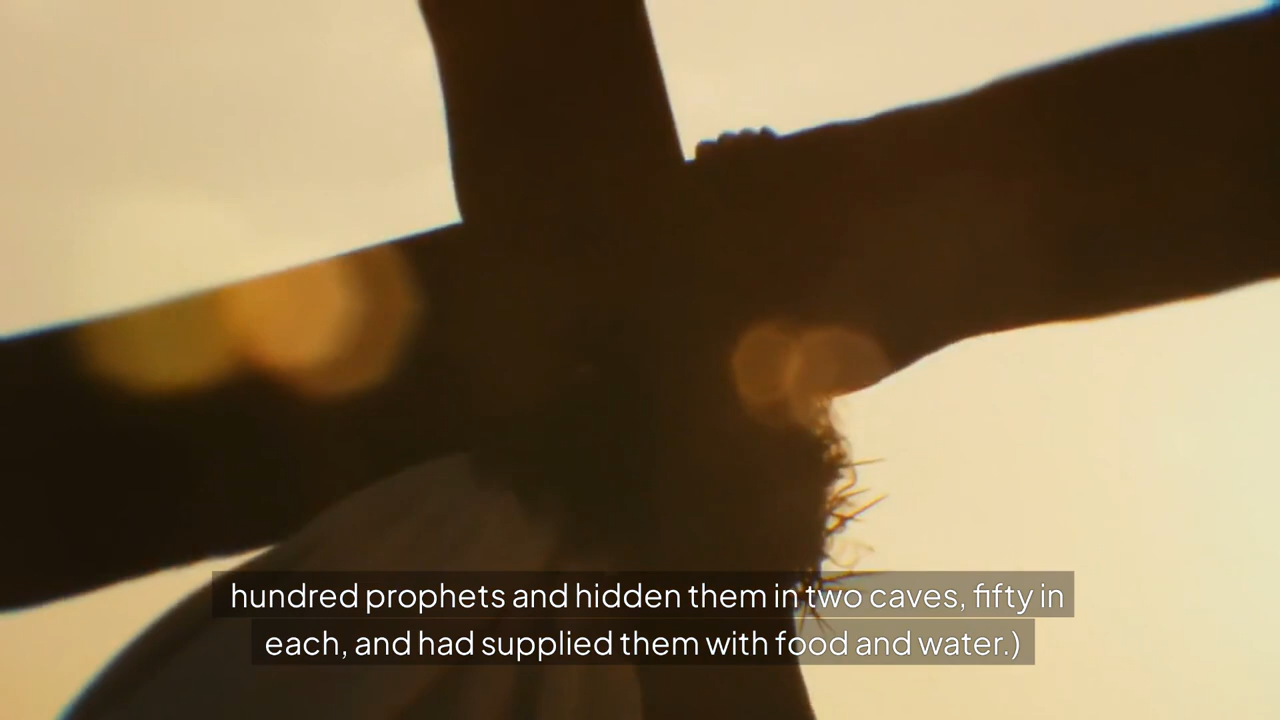 hundred prophets and hidden them in two caves, fifty in
each, and had supplied them with food and water.)